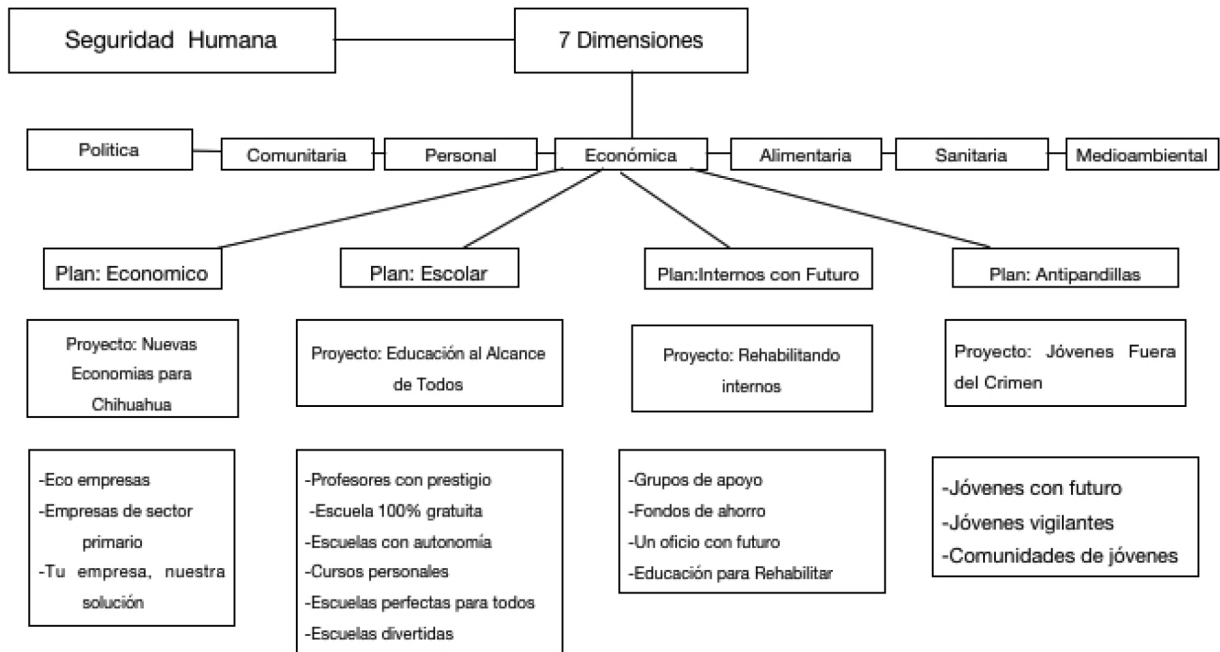 Seguridad Humana
7 Dimensiones
Politica
Comunitaria
Personal
Económica
Alimentaria
Sanitaria
Medioambiental
Plan: Economico
Plan: Escolar
Plan:Internos con Futuro
Plan: Antipandillas
Proyecto: Nuevas
Economias para
Chihuahua
Proyecto: Educación al Alcance
de Todos
Proyecto: Rehabilitando
internos
Proyecto: Jóvenes Fuera
del Crimen
-Eco empresas
-Empresas de sector
primario
-Tu empresa, nuestra
solución
-Profesores con prestigio
-Escuela 100% gratuita
-Escuelas con autonomía
-Cursos personales
-Escuelas perfectas para todos
-Escuelas divertidas
-Grupos de apoyo
-Fondos de ahorro
-Un oficio con futuro
-Educación para Rehabilitar
-Jóvenes con futuro
-Jóvenes vigilantes
-Comunidades de jóvenes